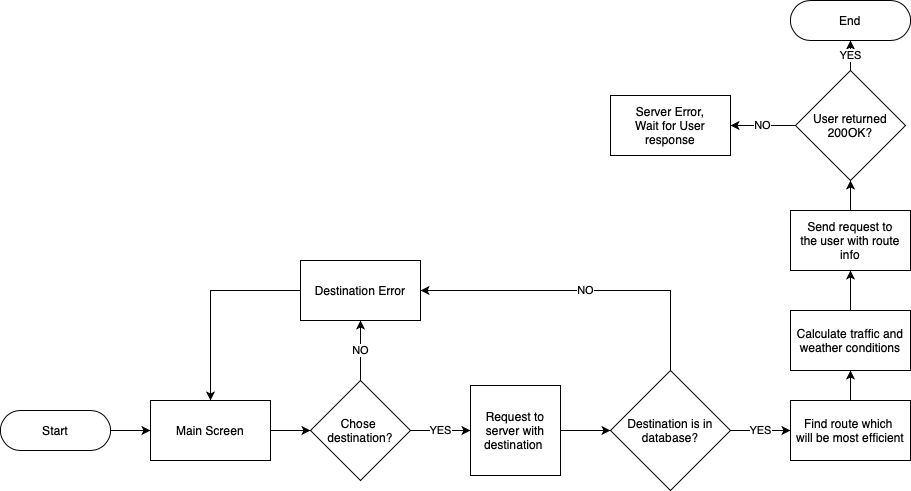 End
YES
User returned
200OK?
NO
Server Error,
Wait for User
response
Send request to
the user with route
info
Destination Error
NO
Calculate traffic and
weather conditions
NO
Start
Main Screen
Chose
destination?
YES
Request to
server with
destination
Destination is in
database?
YES
Find route which
will be most efficient